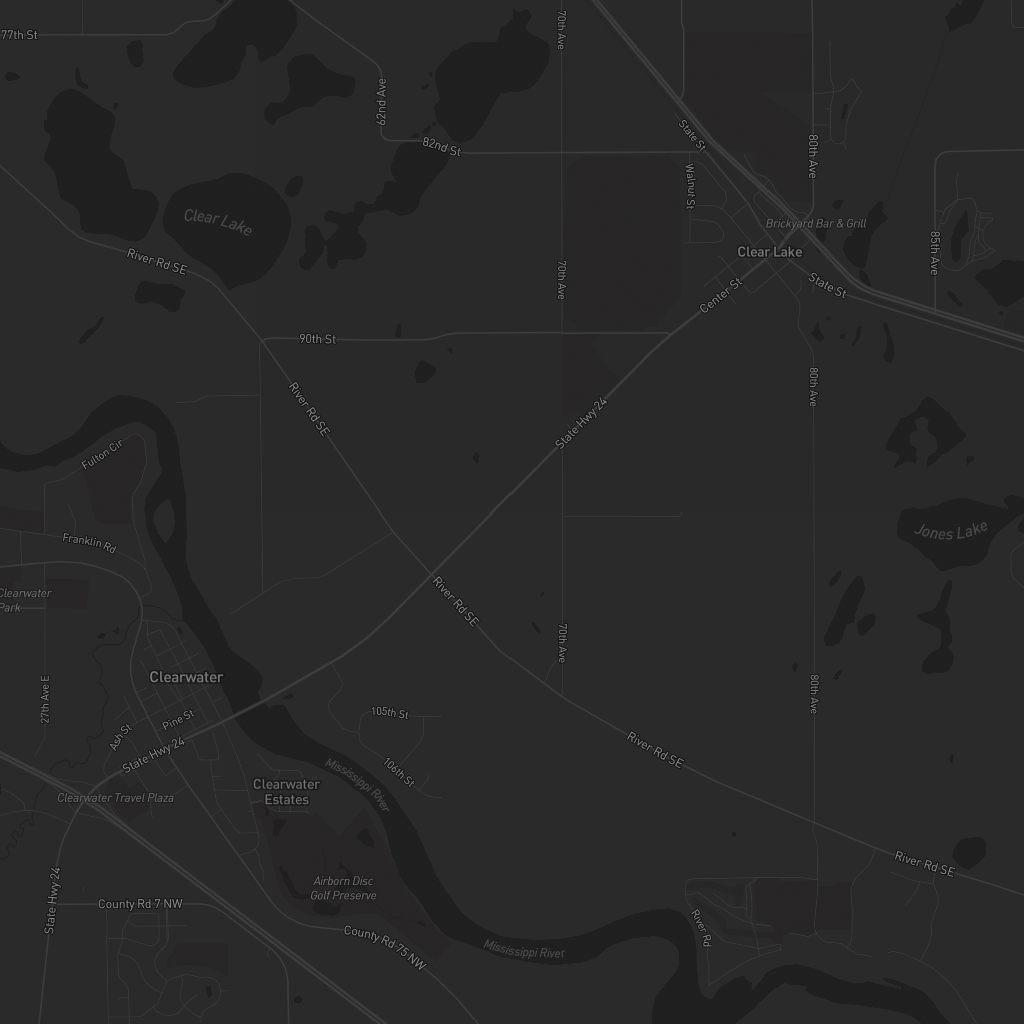 77th St
70th Ave
62nd Ave
State St
82nd St
80th Ave
Walnut St
Clear Lake
Brickyard Bar & Grill
River Rd SE
Clear Lake
85th Ave
70th Ave
State St
Center St
90th St
80th Ave
River Rd SE
State Hwy 24
Fulton Cir
Jones Lake
Franklin Rd
Clearwater
Park
River Rd SE
70th Ave
Clearwater
27th Ave E
80th Ave
105th St
Pine St
Ash St
State Hwy 24
River Rd SE
106th St
Mississippi River
Clearwater
Estates
Clearwater Travel Plaza
River Rd SE
Airborn Disc
Golf Preserve
State Hwy 24
County Rd 7 NW
River Rd
County Rd 75 NW
Mississippi River